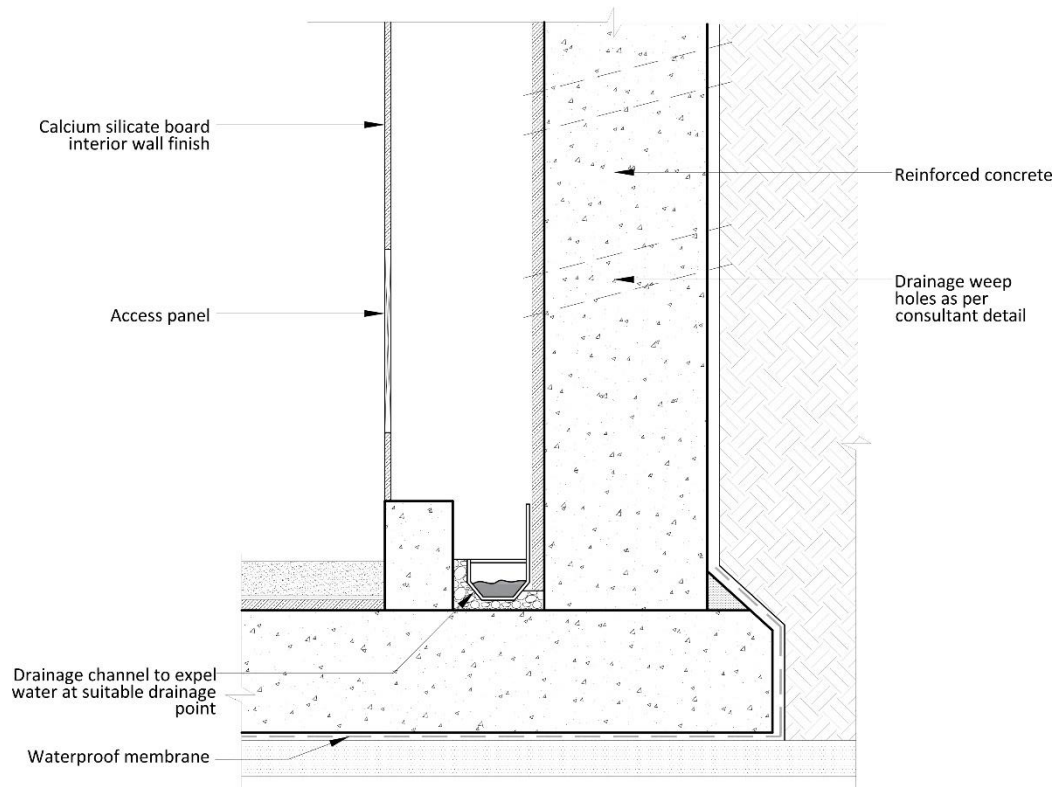 Calcium silicate board
interior wall finish
Access panel
Drainage channel to expel
water at suitable drainage
point
Waterproof membrane
Reinforced concrete
Drainage weep
holes as per
consultant detail